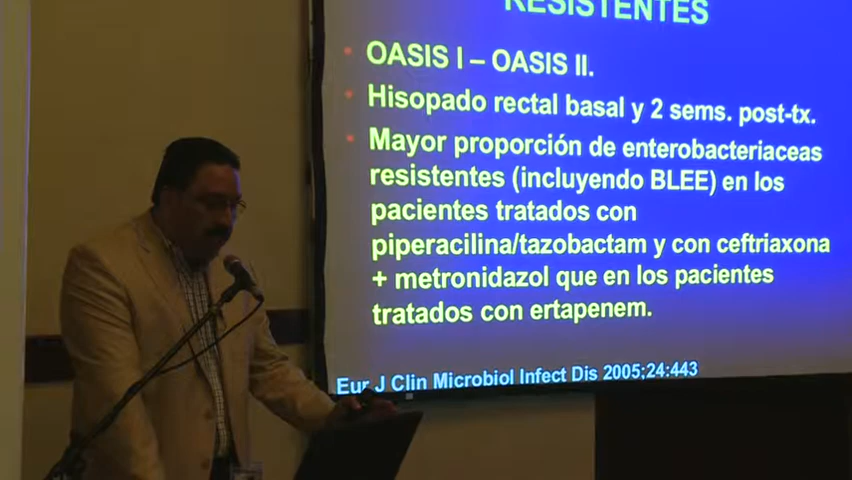 RESISTENTES
OASIS I – OASIS II.
Hisopado rectal basal y 2 sems. post-tx.
Mayor proporción de enterobacteriaceas
resistentes (incluyendo BLEE) en los
pacientes tratados con
piperacilina/tazobactam y con ceftriaxona
+ metronidazol que en los pacientes
tratados con ertapenem.
Eur J Clin Microbiol Infect Dis 2005;24:443